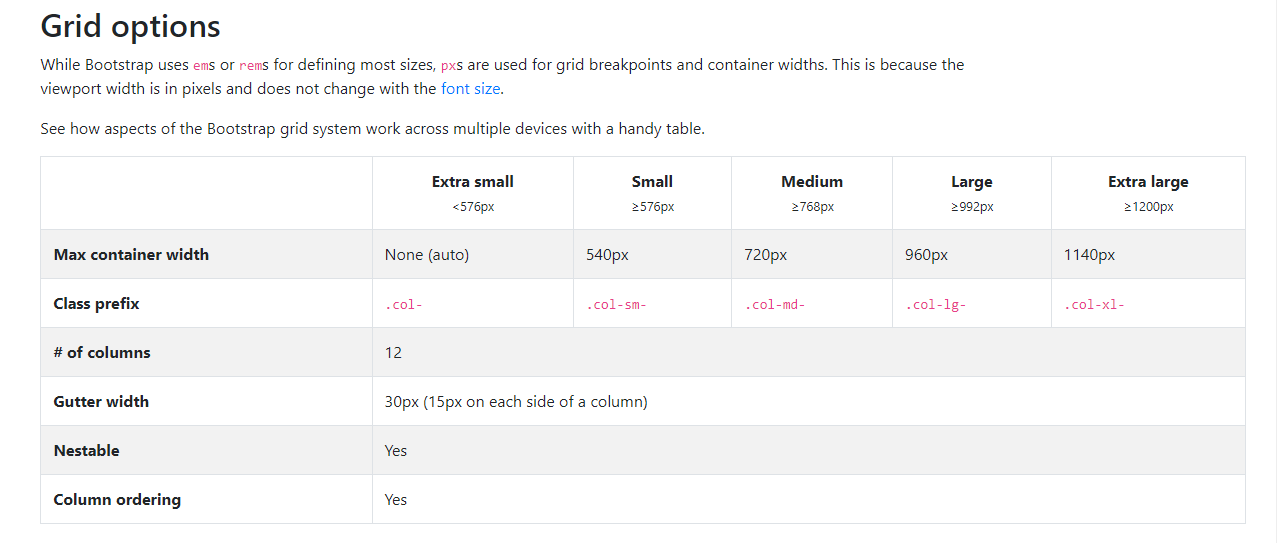 Grid options
While Bootstrap uses ems or rems for defining most sizes, pxs are used for grid breakpoints and container widths. This is because the
viewport width is in pixels and does not change with the font size.
See how aspects of the Bootstrap grid system work across multiple devices with a handy table.
Extra small Small Medium Large Extra large
<576px ≥576px ≥768px ≥992px ≥1200px
Max container width None (auto) 540px 720px 960px 1140px
Class prefix .col- .col-sm- .col-md- .col-lg- .col-xl-
# of columns 12
Gutter width 30px (15px on each side of a column)
Nestable Yes
Column ordering Yes